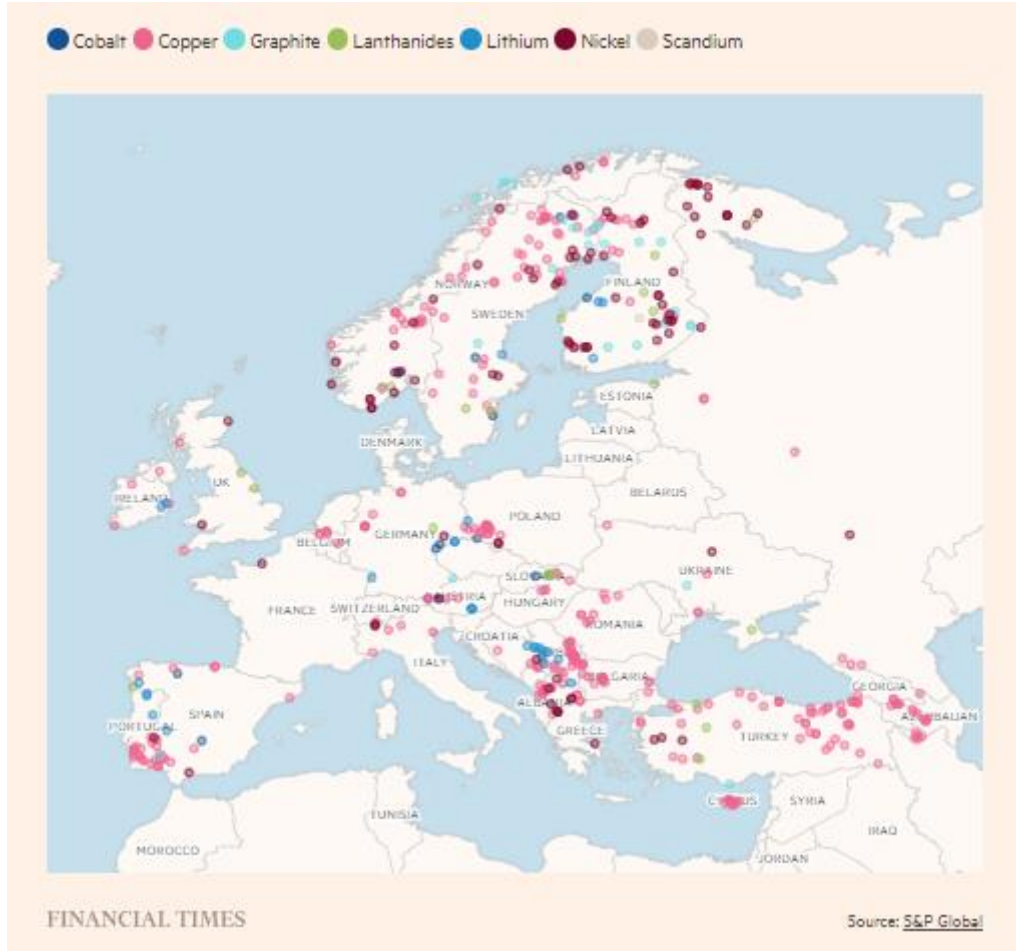 Cobalt Copper Graphite Lanthanides Lithium Nickel Scandium
NORWAY
FINLAND
SWEDEN
ESTONIA
LATVIA
DENMARK
LITHUANIA
UK
IRELAND
BELARUS
POLAND
GERMANY
BELGIUM
UKRAINE
HUNGARY
FRANCE
SWITZERLAND
ROMANIA
CROATIA
ITALY
GEORGIA
SPAIN
PORTUGAL
GREECE
TURKEY
AZERBAIJAN
CYPRUS
SYRIA
TUNISIA
IRAQ
MOROCCO
JORDAN
FINANCIAL TIMES
Source: S&P Global